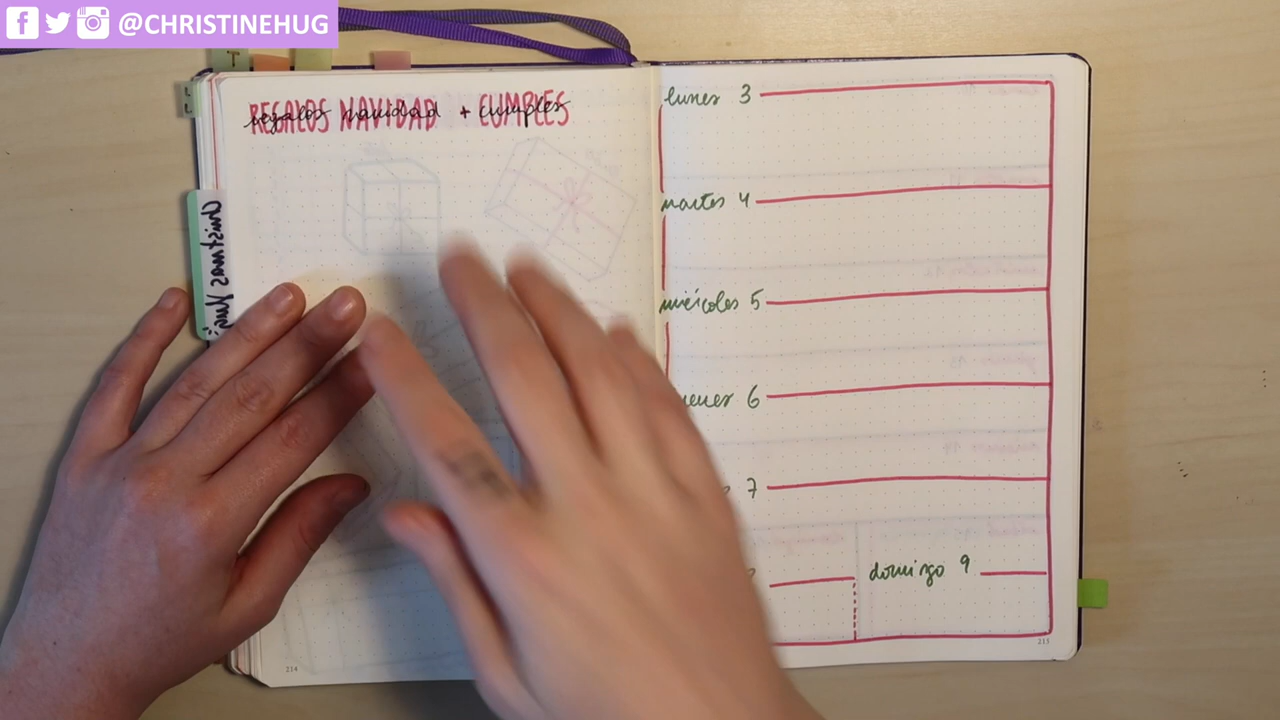 @CHRISTINEHUG
REGALOS NAVIDAD + CUMPLES
regalos navidad + cumples
Christmas
lunes 3
martes 4
miércoles 5
6
7
domingo 9
214
215